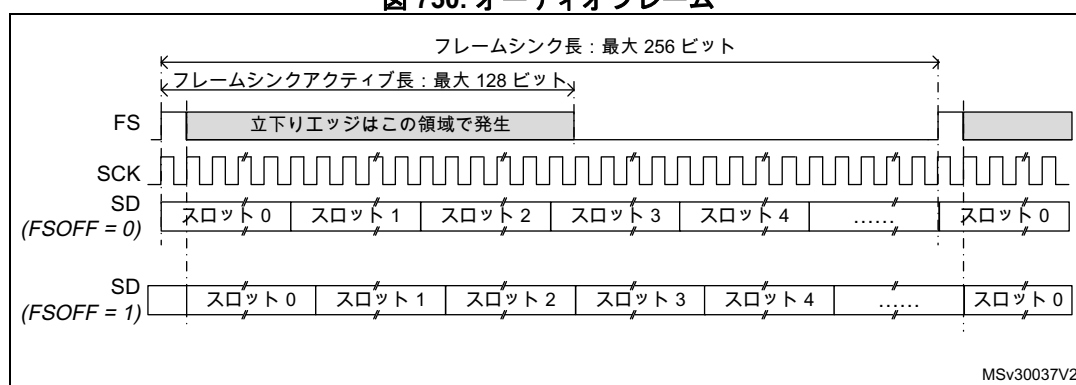 図 730. オーディオフレーム
フレームシンク長：最大 256 ビット
フレームシンクアクティブ長：最大 128 ビット
FS
立下りエッジはこの領域で発生
SCK
SD
(FSOFF = 0)
スロット 0 スロット 1 スロット 2 スロット 3 スロット 4 ...... スロット 0
SD
(FSOFF = 1)
スロット 0 スロット 1 スロット 2 スロット 3 スロット 4 ...... スロット 0
MSv30037V2